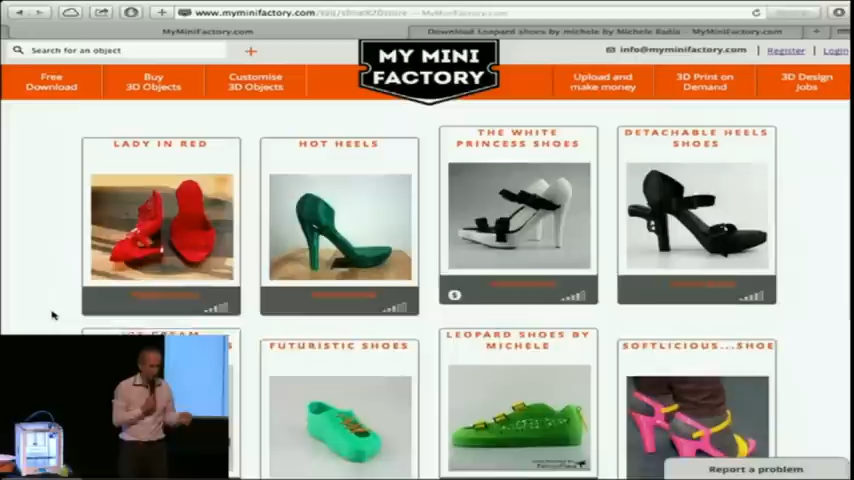 www.myminifactory.com
MyMiniFactory.com
Download Leopard shoes by michele by Michele Badia - MyMiniFactory.com
Search for an object
MY MINI
FACTORY
info@myminifactory.com
Register
Login
Free
Download
Buy
3D Objects
Customise
3D Objects
Upload and
make money
3D Print on
Demand
3D Design
Jobs
LADY IN RED
HOT HEELS
THE WHITE
PRINCESS SHOES
DETACHABLE HEELS
SHOES
FUTURISTIC SHOES
LEOPARD SHOES BY
MICHELE
SOFTLICIOUS...SHOE
Report a problem